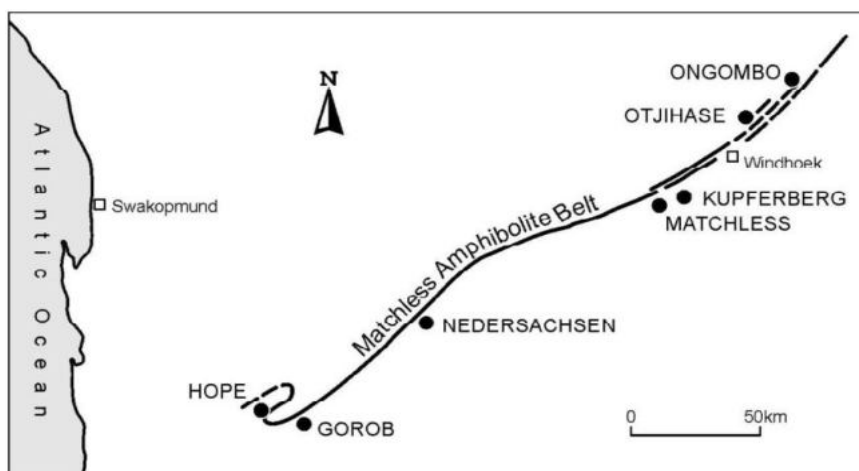 ONGOMBO
N
OTJIHASE
Windhoek
Atlantic Ocean
Swakopmund
KUPFERBERG
MATCHLESS
Matchless Amphibolite Belt
NEDERSACHSEN
HOPE
GOROB
0 50km